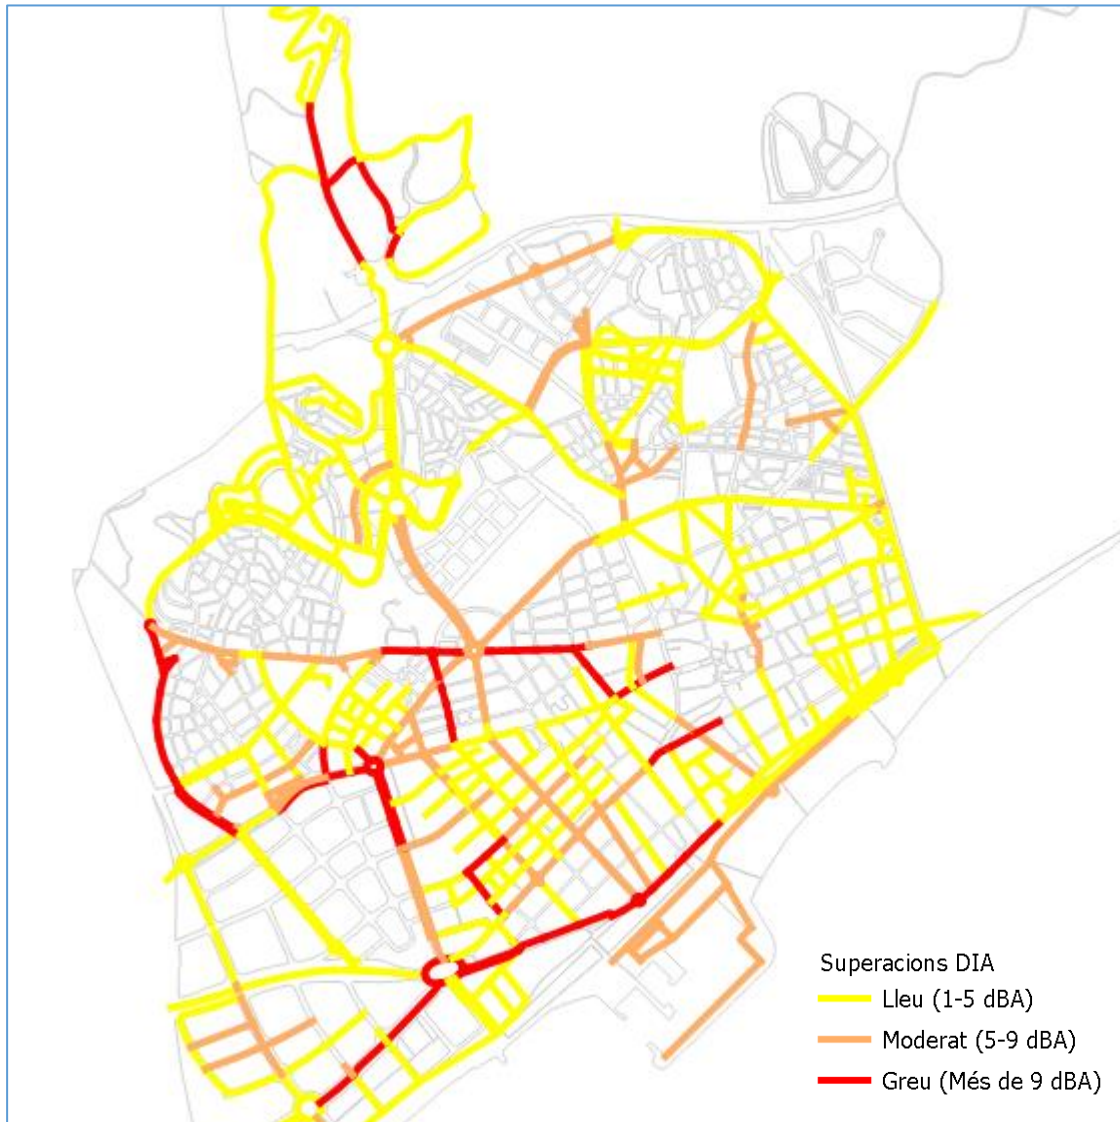 Superacions DIA
Lleu (1-5 dBA)
Moderat (5-9 dBA)
Greu (Més de 9 dBA)